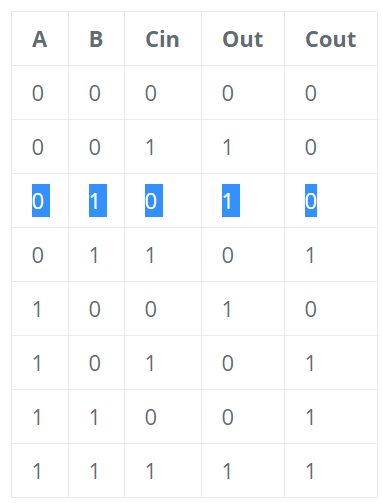 A B Cin Out Cout
0 0 0 0 0
0 0 1 1 0
0 1 0 1 0
0 1 1 0 1
1 0 0 1 0
1 0 1 0 1
1 1 0 0 1
1 1 1 1 1